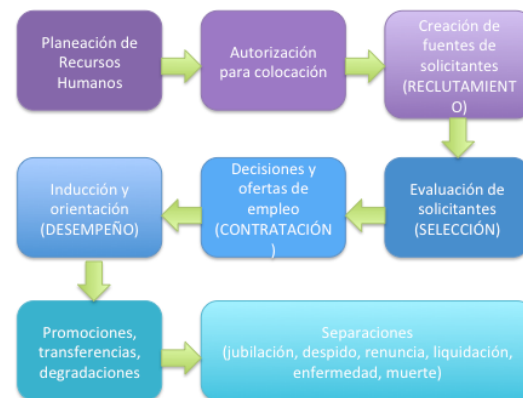 Planeación de
Recursos
Humanos
Autorización
para colocación
Creación de
fuentes de
solicitantes
(RECLUTAMIENT
O)
Evaluación de
solicitantes
(SELECCIÓN)
Decisiones y
ofertas de
empleo
(CONTRATACIÓN
)
Inducción y
orientación
(DESEMPEÑO)
Promociones,
transferencias,
degradaciones
Separaciones
(jubilación, despido, renuncia, liquidación,
enfermedad, muerte)